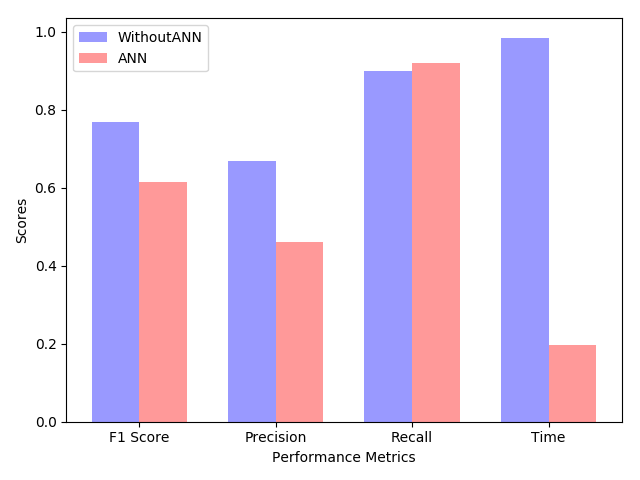 WithoutANN
ANN
1.0
0.8
0.6
0.4
0.2
0.0
Scores
F1 Score
Precision
Recall
Time
Performance Metrics